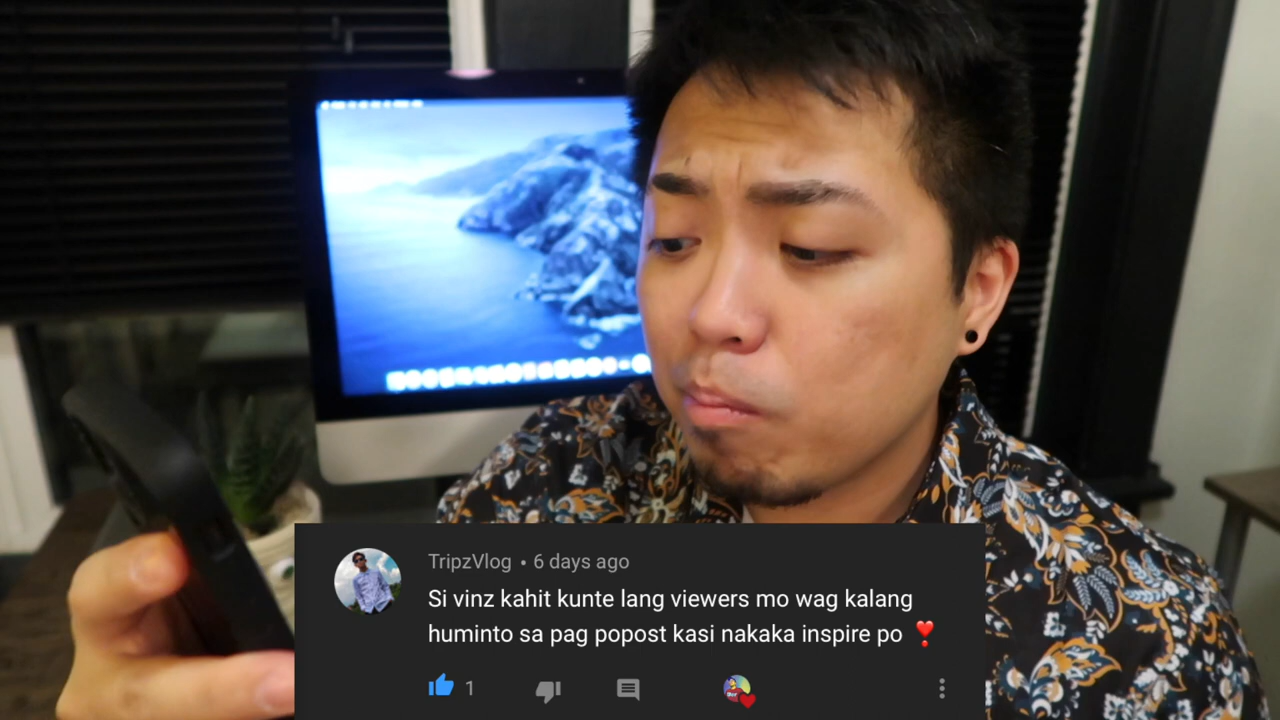 TripzVlog • 6 days ago
Si vinz kahit kunte lang viewers mo wag kalang
huminto sa pag popost kasi nakaka inspire po ❣️
1